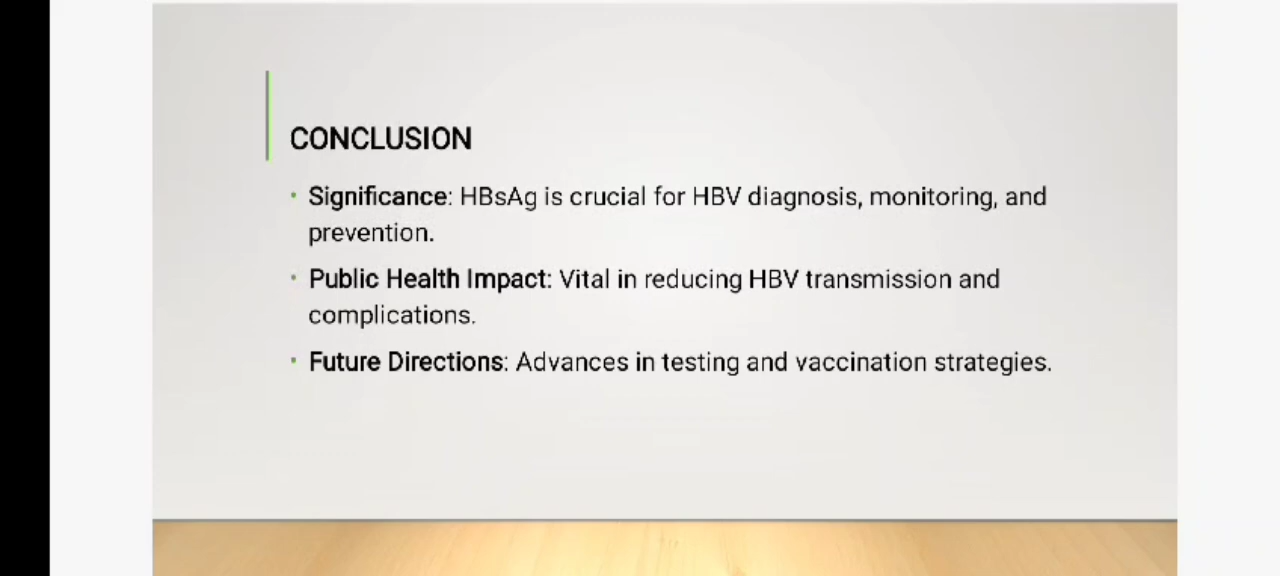 CONCLUSION
• Significance: HBsAg is crucial for HBV diagnosis, monitoring, and
prevention.
• Public Health Impact: Vital in reducing HBV transmission and
complications.
• Future Directions: Advances in testing and vaccination strategies.